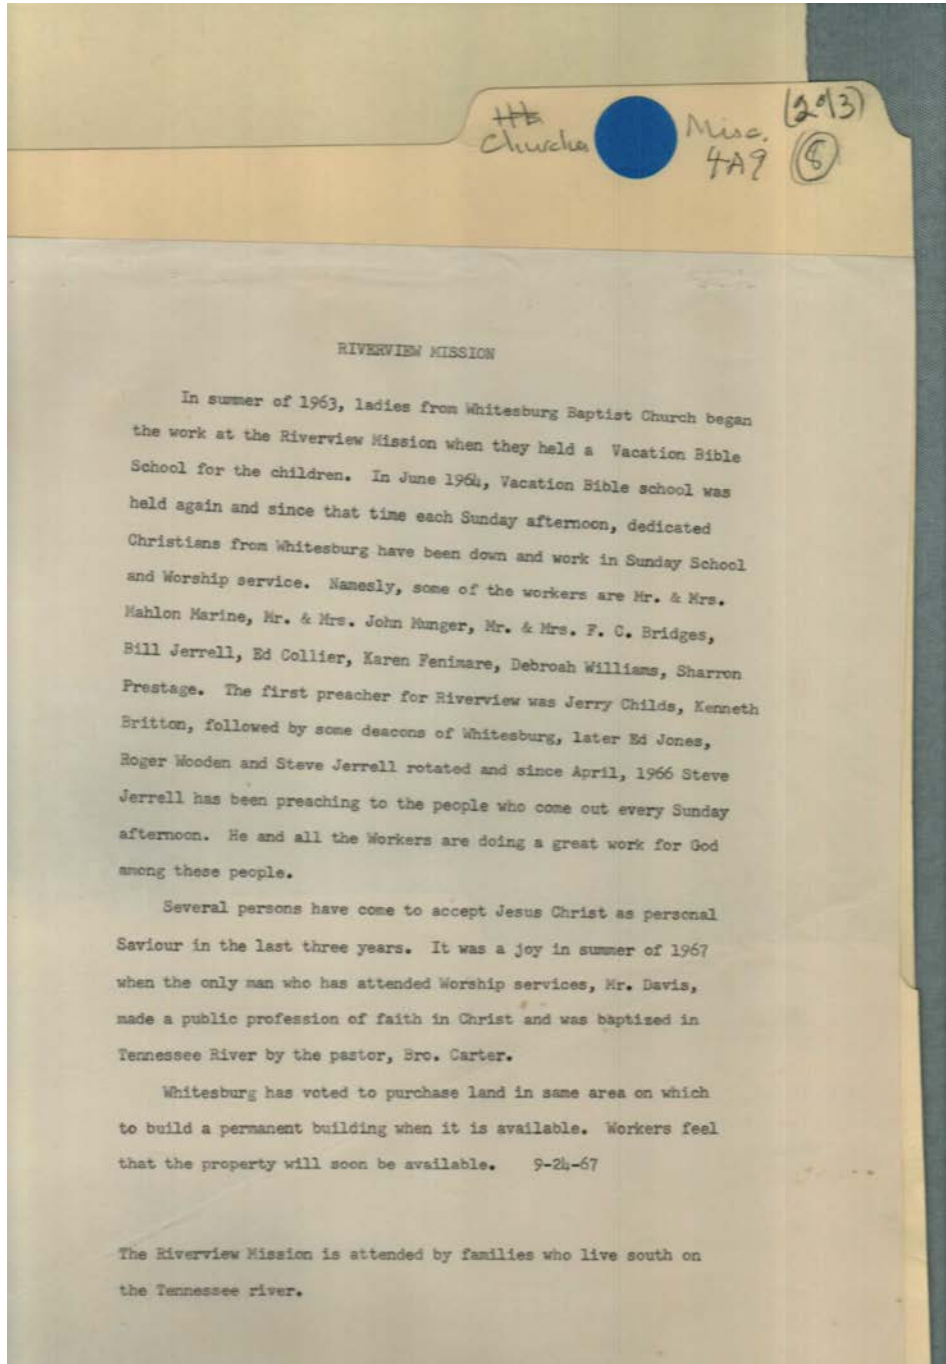 (2 of 3)
Churches Misc.
4A9 8
RIVERVIEW MISSION
In summer of 1963, ladies from Whitesburg Baptist Church began
the work at the Riverview Mission when they held a Vacation Bible
School for the children. In June 1964, Vacation Bible school was
held again and since that time each Sunday afternoon, dedicated
Christians from Whitesburg have been down and work in Sunday School
and Worship service. Namesly, some of the workers are Mr. & Mrs.
Mahlon Marine, Mr. & Mrs. John Munger, Mr. & Mrs. F. C. Bridges,
Bill Jerrell, Ed Collier, Karen Fenimare, Debroah Williams, Sharron
Prestage. The first preacher for Riverview was Jerry Childs, Kenneth
Britton, followed by some deacons of Whitesburg, later Ed Jones,
Roger Wooden and Steve Jerrell rotated and since April, 1966 Steve
Jerrell has been preaching to the people who come out every Sunday
afternoon. He and all the Workers are doing a great work for God
among these people.
Several persons have come to accept Jesus Christ as personal
Saviour in the last three years. It was a joy in summer of 1967
when the only man who has attended Worship services, Mr. Davis,
made a public profession of faith in Christ and was baptized in
Tennessee River by the pastor, Bro. Carter.
Whitesburg has voted to purchase land in same area on which
to build a permanent building when it is available. Workers feel
that the property will soon be available. 9-24-67
The Riverview Mission is attended by families who live south on
the Tennessee river.